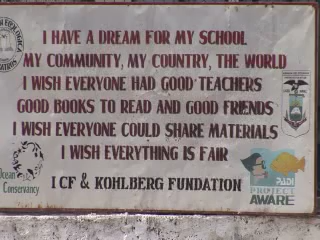 I HAVE A DREAM FOR MY SCHOOL
MY COMMUNITY, MY COUNTRY, THE WORLD
I WISH EVERYONE HAD GOOD TEACHERS
GOOD BOOKS TO READ AND GOOD FRIENDS
I WISH EVERYONE COULD SHARE MATERIALS
I WISH EVERYTHING IS FAIR
Ocean
Conservancy
I CF & KOHLBERG FUNDATION
PADI
PROJECT
AWARE